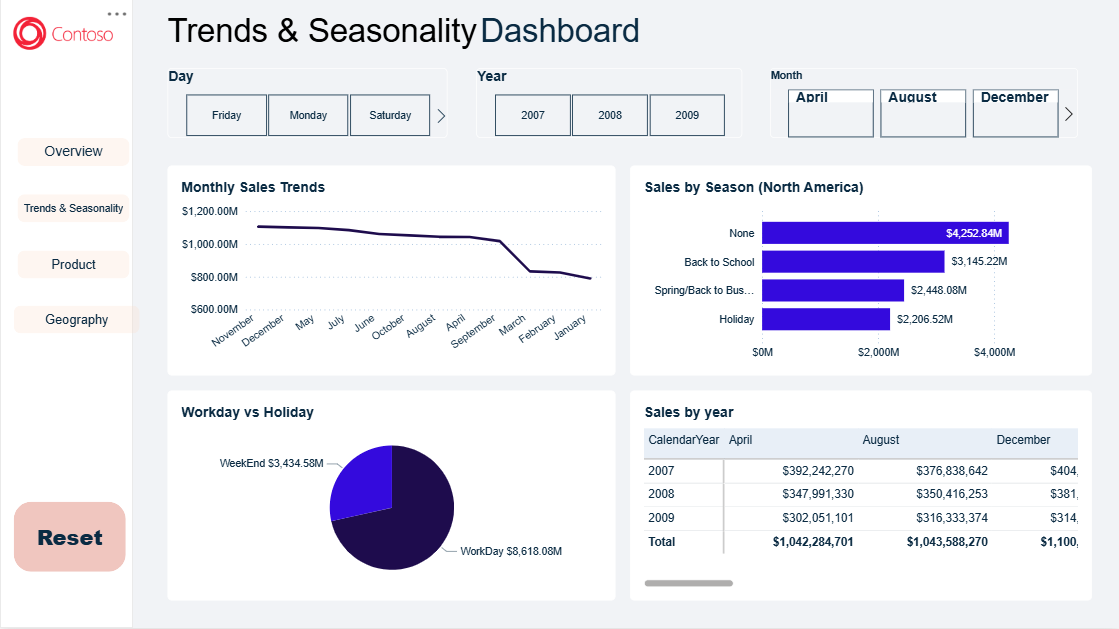 Contoso
Trends & Seasonality Dashboard
Day
Friday
Monday
Saturday
Year
2007
2008
2009
Month
April
August
December
Overview
Trends & Seasonality
Product
Geography
Reset
Monthly Sales Trends
$1,200.00M
$1,000.00M
$800.00M
$600.00M
November
December
May
July
June
October
August
April
September
March
February
January
Sales by Season (North America)
None
$4,252.84M
Back to School
$3,145.22M
Spring/Back to Bus…
$2,448.08M
Holiday
$2,206.52M
$0M
$2,000M
$4,000M
Workday vs Holiday
WeekEnd $3,434.58M
WorkDay $8,618.08M
Sales by year
CalendarYear April August December
2007 $392,242,270 $376,838,642 $404,
2008 $347,991,330 $350,416,253 $381,
2009 $302,051,101 $316,333,374 $314,
Total $1,042,284,701 $1,043,588,270 $1,100,